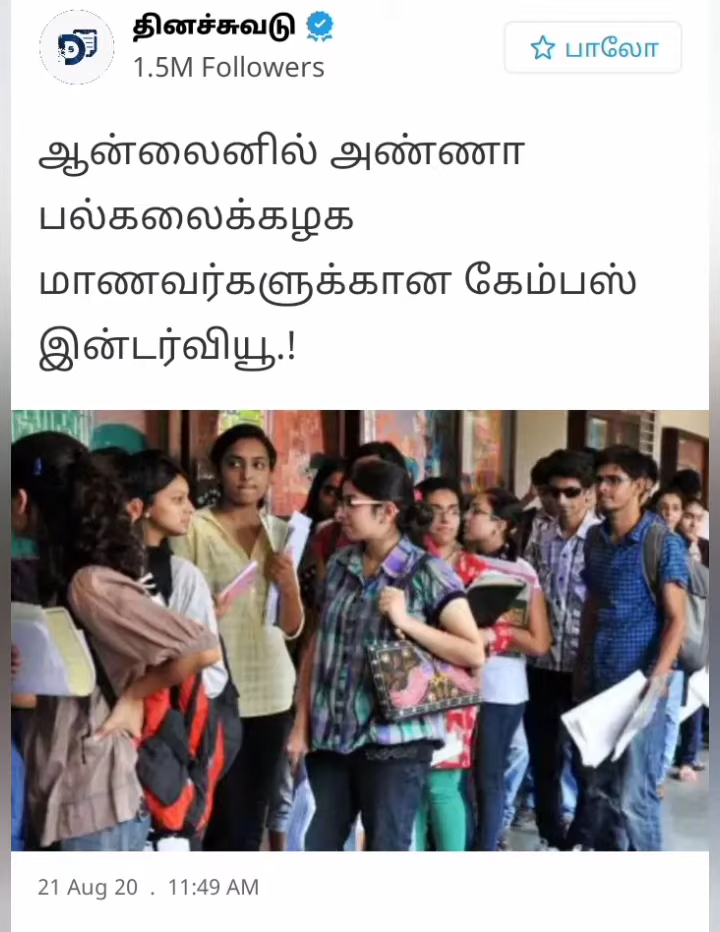 தினச்சுவடு
1.5M Followers
பாலோ
ஆன்லைனில் அண்ணா
பல்கலைக்கழக
மாணவர்களுக்கான கேம்பஸ்
இன்டர்வியூ.!
21 Aug 20 . 11:49 AM